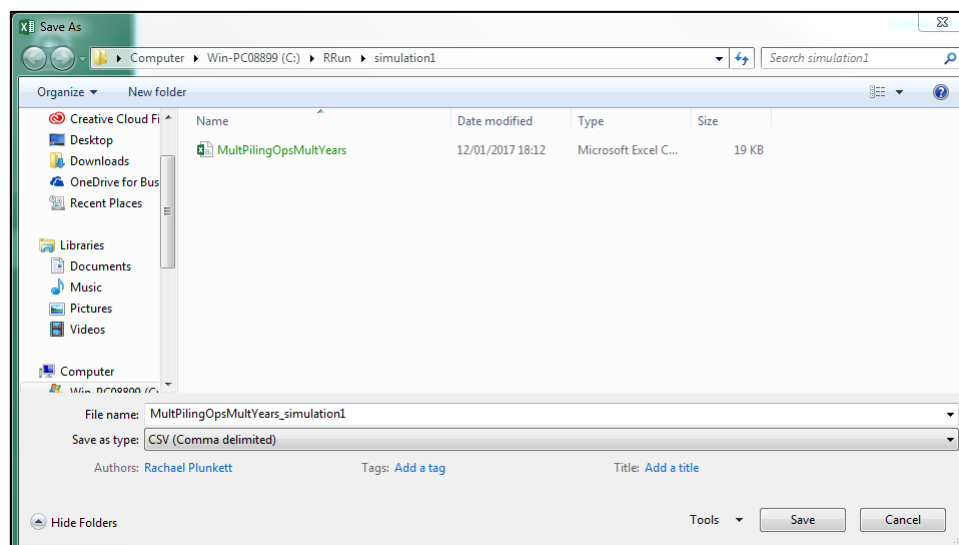 Save As
Computer Win-PC08899 (C:) RRun simulation1 Search simulation1
Organize New folder
Creative Cloud Fi
Desktop
Downloads
OneDrive for Bus
Recent Places
Libraries
Documents
Music
Pictures
Videos
Computer
Win-PC08899 (C:
Name Date modified Type Size
MultPilingOpsMultYears 12/01/2017 18:12 Microsoft Excel C... 19 KB
File name: MultPilingOpsMultYears_simulation1
Save as type: CSV (Comma delimited)
Authors: Rachael Plunkett Tags: Add a tag Title: Add a title
Hide Folders Tools Save Cancel